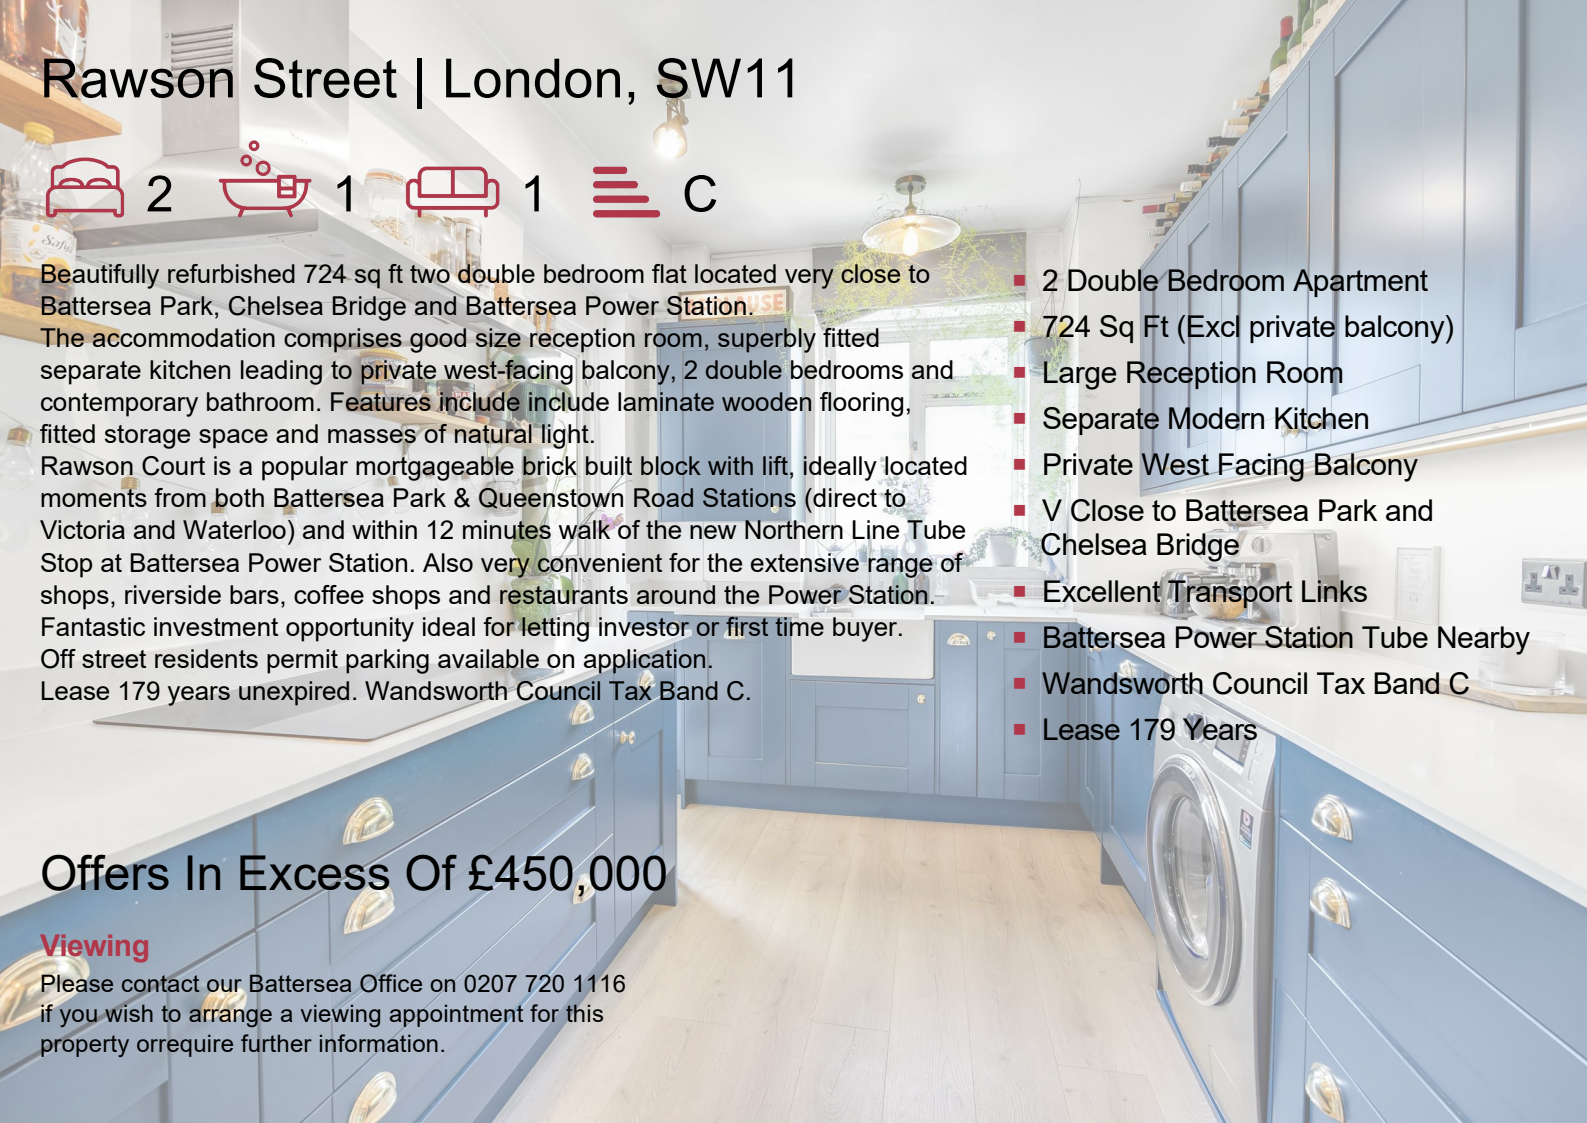 Rawson Street | London, SW11
2 1 1 C
Beautifully refurbished 724 sq ft two double bedroom flat located very close to
Battersea Park, Chelsea Bridge and Battersea Power Station.
The accommodation comprises good size reception room, superbly fitted
separate kitchen leading to private west-facing balcony, 2 double bedrooms and
contemporary bathroom. Features include include laminate wooden flooring,
fitted storage space and masses of natural light.
Rawson Court is a popular mortgageable brick built block with lift, ideally located
moments from both Battersea Park & Queenstown Road Stations (direct to
Victoria and Waterloo) and within 12 minutes walk of the new Northern Line Tube
Stop at Battersea Power Station. Also very convenient for the extensive range of
shops, riverside bars, coffee shops and restaurants around the Power Station.
Fantastic investment opportunity ideal for letting investor or first time buyer.
Off street residents permit parking available on application.
Lease 179 years unexpired. Wandsworth Council Tax Band C.
2 Double Bedroom Apartment
724 Sq Ft (Excl private balcony)
Large Reception Room
Separate Modern Kitchen
Private West Facing Balcony
V Close to Battersea Park and
Chelsea Bridge
Excellent Transport Links
Battersea Power Station Tube Nearby
Wandsworth Council Tax Band C
Lease 179 Years
Offers In Excess Of £450,000
Viewing
Please contact our Battersea Office on 0207 720 1116
if you wish to arrange a viewing appointment for this
property orrequire further information.